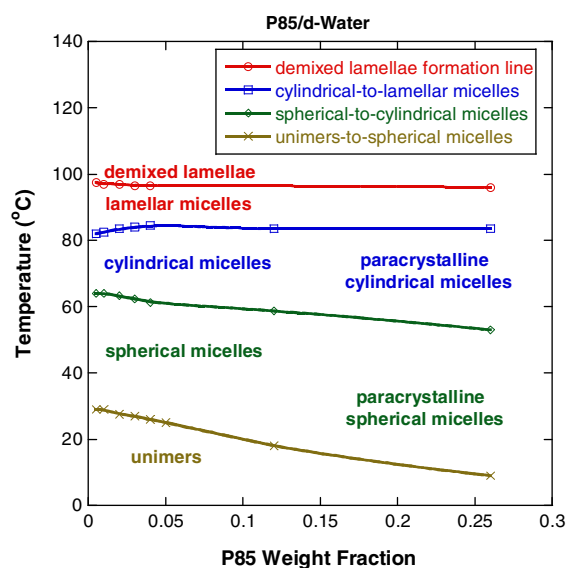 P85/d-Water
demixed lamellae formation line
cylindrical-to-lamellar micelles
spherical-to-cylindrical micelles
unimers-to-spherical micelles
140
120
100
80
60
40
20
0
Temperature (°C)
demixed lamellae
lamellar micelles
cylindrical micelles
paracrystalline
cylindrical micelles
spherical micelles
paracrystalline
spherical micelles
unimers
0
0.05
0.1
0.15
0.2
0.25
0.3
P85 Weight Fraction